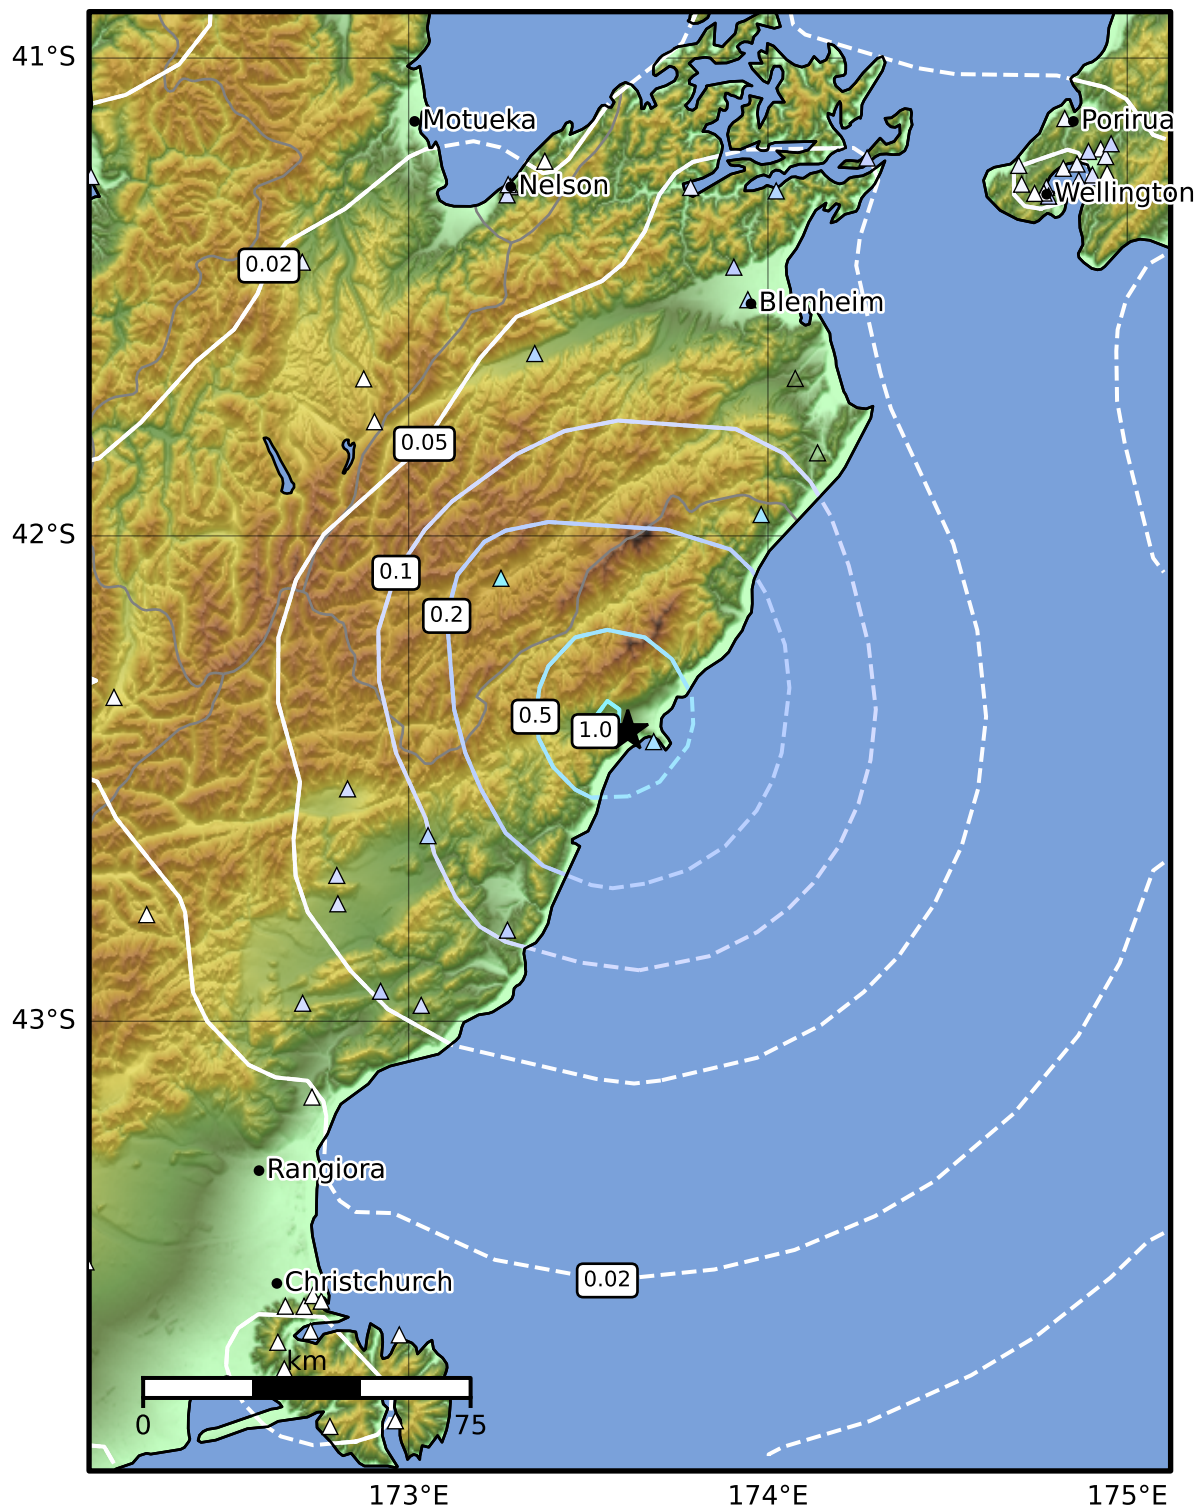 41°S
Motueka
Porirua
Nelson
Wellington
0.02
Blenheim
0.05
42°S
0.1
0.2
0.5
1.0
43°S
Rangiora
0.02
Christchurch
km
0
75
173°E
174°E
175°E